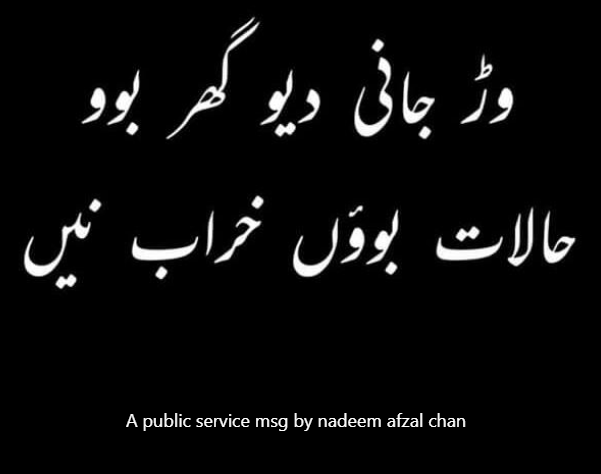 وڑ جانی دیو گھر بوو
حالات بوؤں خراب نیں
A public service msg by nadeem afzal chan